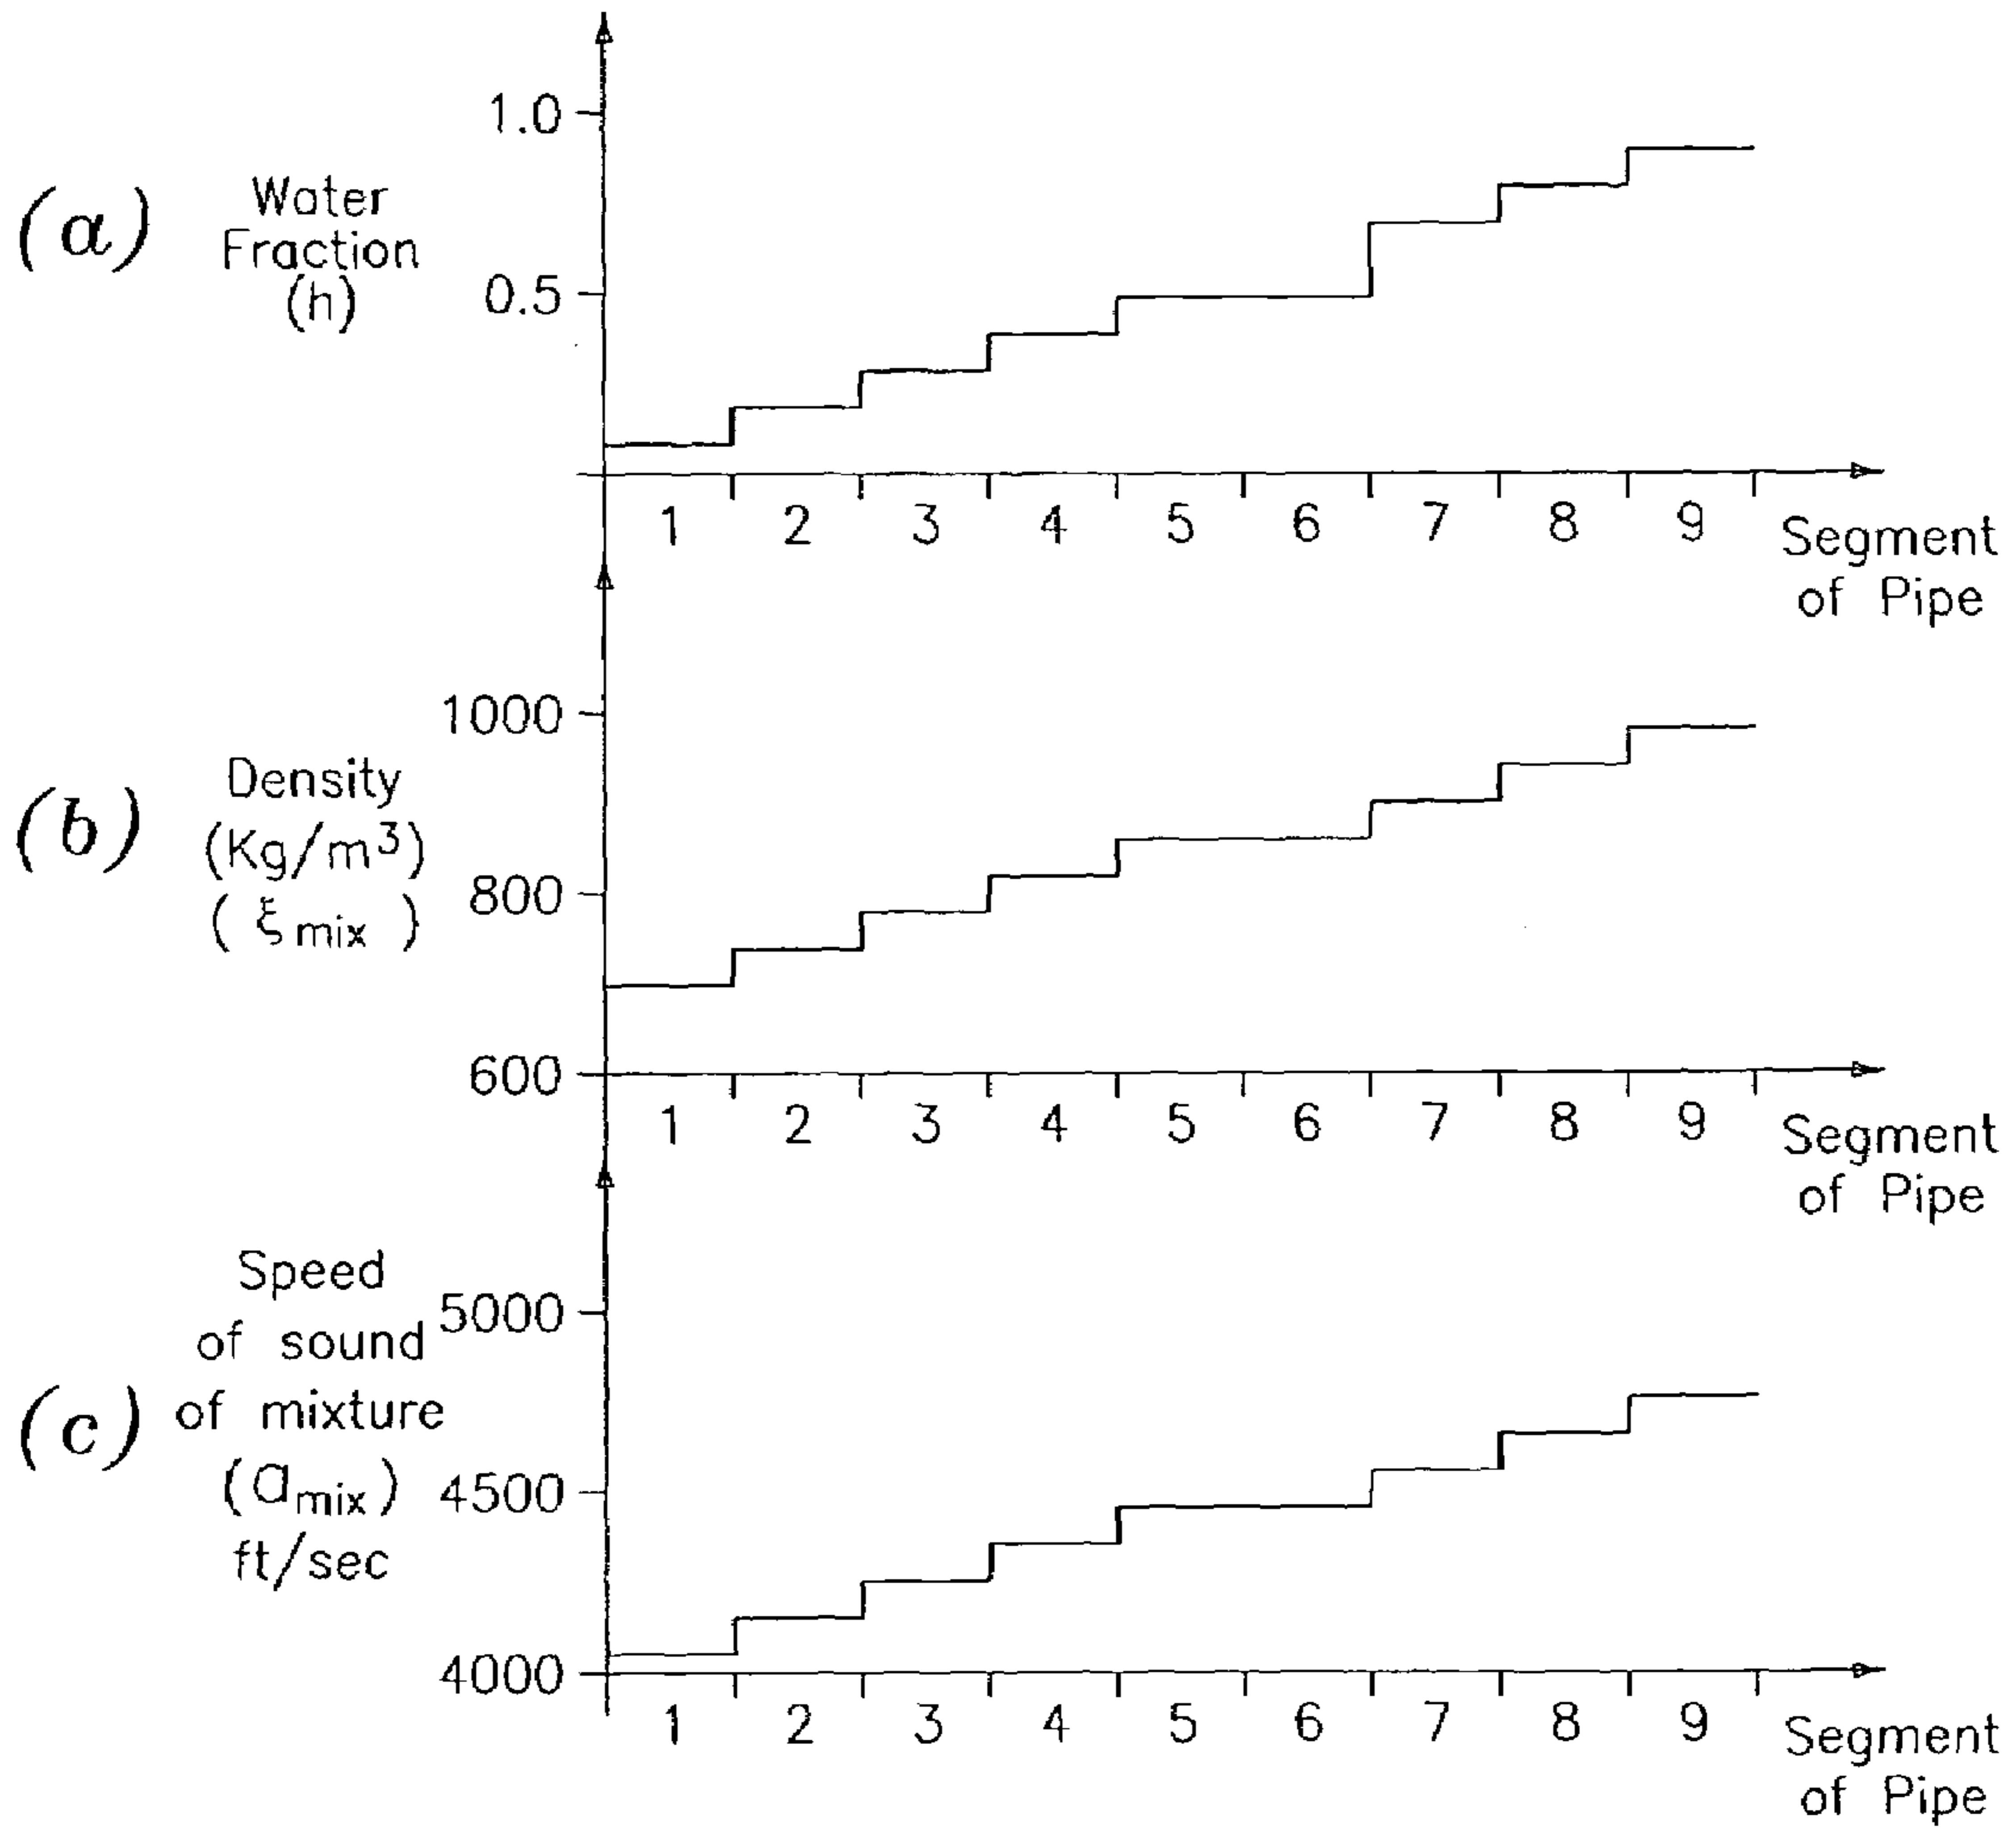 (a)
Water
Fraction
(h)
1.0
0.5
1 2 3 4 5 6 7 8 9
Segment
of Pipe
(b)
Density
(Kg/m³)
( ξmix )
1000
800
600
1 2 3 4 5 6 7 8 9
Segment
of Pipe
(c)
Speed
of sound
of mixture
(amix)
ft/sec
5000
4500
4000
1 2 3 4 5 6 7 8 9
Segment
of Pipe